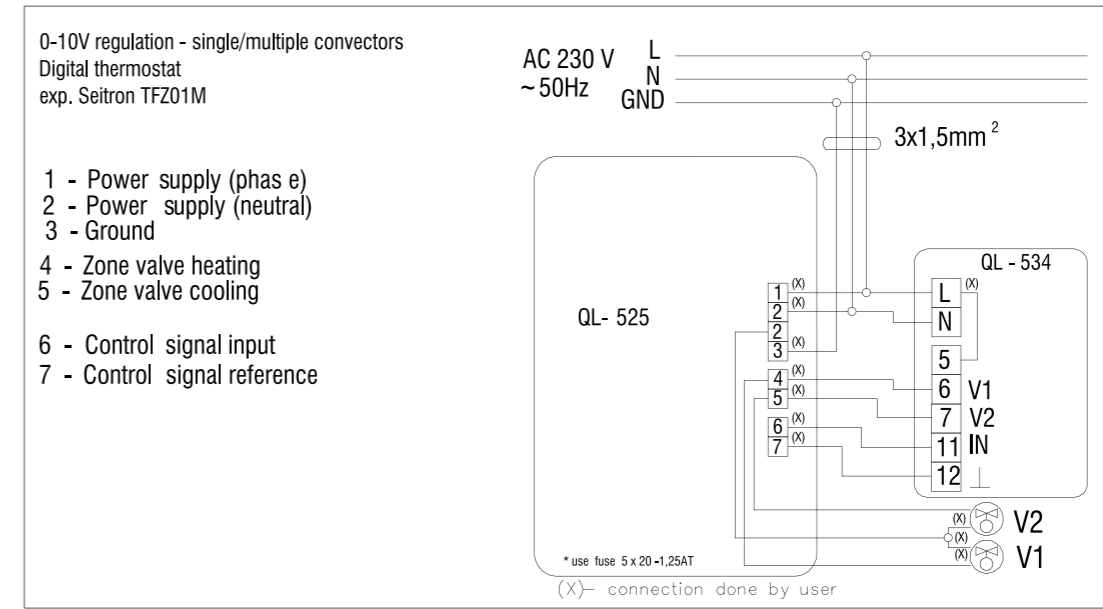 0-10V regulation - single/multiple convectors
Digital thermostat
exp. Seitron TFZ01M
1 - Power supply (phas e)
2 - Power supply (neutral)
3 - Ground
4 - Zone valve heating
5 - Zone valve cooling
6 - Control signal input
7 - Control signal reference
AC 230 V
~ 50Hz
L
N
GND
3x1,5mm²
QL- 525
1 (X)
2 (X)
2
3 (X)
4 (X)
5 (X)
6 (X)
7 (X)
* use fuse 5 x 20 -1,25AT
QL - 534
L (X)
N
5
6 V1
7 V2
11 IN
12 ⊥
(X) V2
(X)
(X) V1
(X)- connection done by user